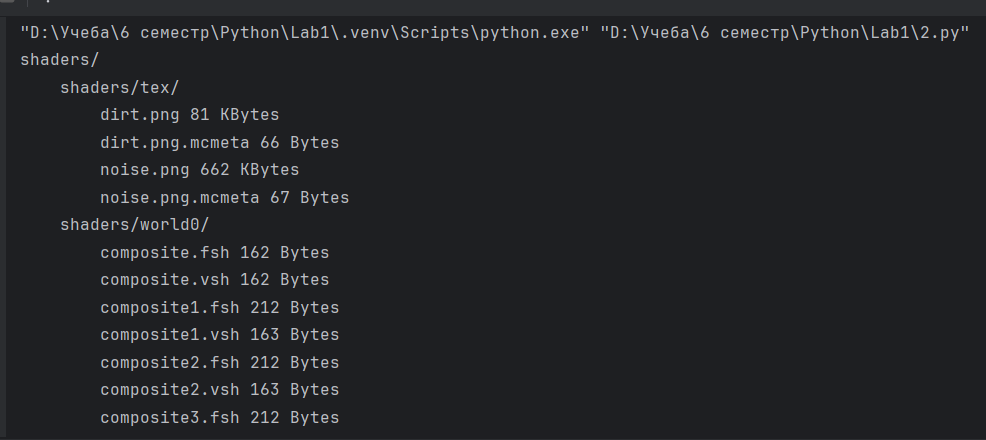 "D:\Учеба\6 семестр\Python\Lab1\.venv\Scripts\python.exe" "D:\Учеба\6 семестр\Python\Lab1\2.py"
shaders/
shaders/tex/
dirt.png 81 KBytes
dirt.png.mcmeta 66 Bytes
noise.png 662 KBytes
noise.png.mcmeta 67 Bytes
shaders/world0/
composite.fsh 162 Bytes
composite.vsh 162 Bytes
composite1.fsh 212 Bytes
composite1.vsh 163 Bytes
composite2.fsh 212 Bytes
composite2.vsh 163 Bytes
composite3.fsh 212 Bytes